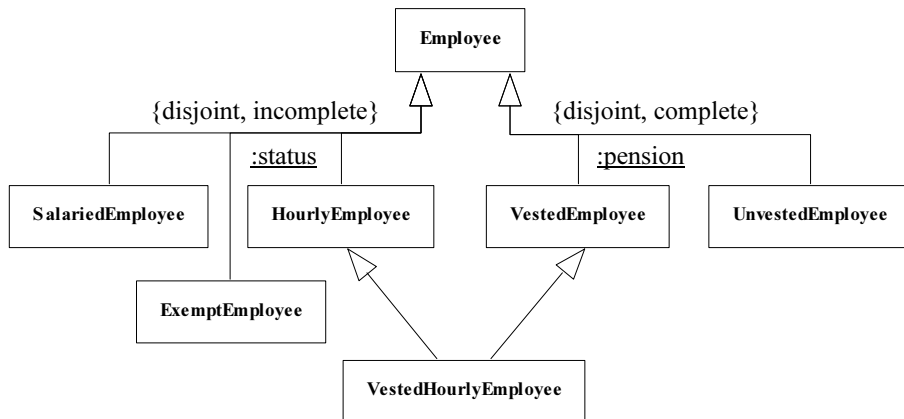 Employee
{disjoint, incomplete}
{disjoint, complete}
:status
:pension
SalariedEmployee
HourlyEmployee
VestedEmployee
UnvestedEmployee
ExemptEmployee
VestedHourlyEmployee